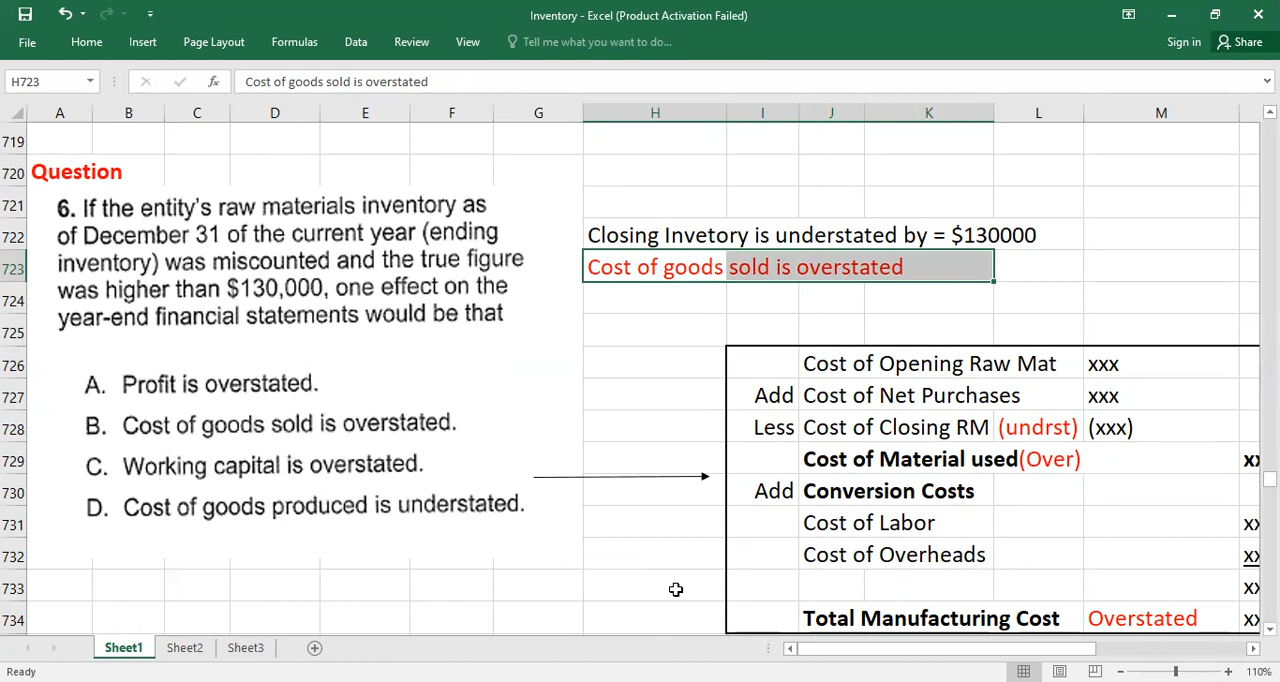 Inventory - Excel (Product Activation Failed)
File Home Insert Page Layout Formulas Data Review View Tell me what you want to do... Sign in Share
H723 fx Cost of goods sold is overstated
A B C D E F G H I J K L M
719
720 Question
721
722 Closing Invetory is understated by = $130000
723 Cost of goods sold is overstated
6. If the entity's raw materials inventory as
of December 31 of the current year (ending
inventory) was miscounted and the true figure
was higher than $130,000, one effect on the
year-end financial statements would be that
A. Profit is overstated.
B. Cost of goods sold is overstated.
C. Working capital is overstated.
D. Cost of goods produced is understated.
724
725
726 Cost of Opening Raw Mat xxx
727 Add Cost of Net Purchases xxx
728 Less Cost of Closing RM (undrst) (xxx)
729 Cost of Material used(Over)
730 Add Conversion Costs
731 Cost of Labor
732 Cost of Overheads
733
734 Total Manufacturing Cost Overstated
Sheet1 Sheet2 Sheet3
Ready 110%